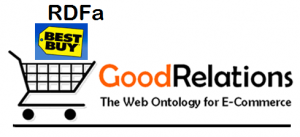 RDFa
BEST
BUY
GoodRelations
The Web Ontology for E-Commerce